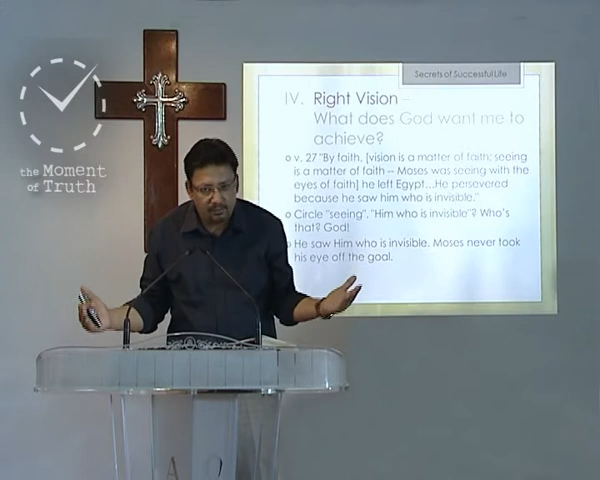 the Moment
of Truth
Secrets of Successful Life
IV. Right Vision –
What does God want me to
achieve?
v. 27 "By faith, [vision is a matter of faith; seeing
is a matter of faith -- Moses was seeing with the
eyes of faith] he left Egypt...He persevered
because he saw him who is invisible."
Circle "seeing". "Him who is invisible"? Who's
that? God!
He saw Him who is invisible. Moses never took
his eye off the goal.